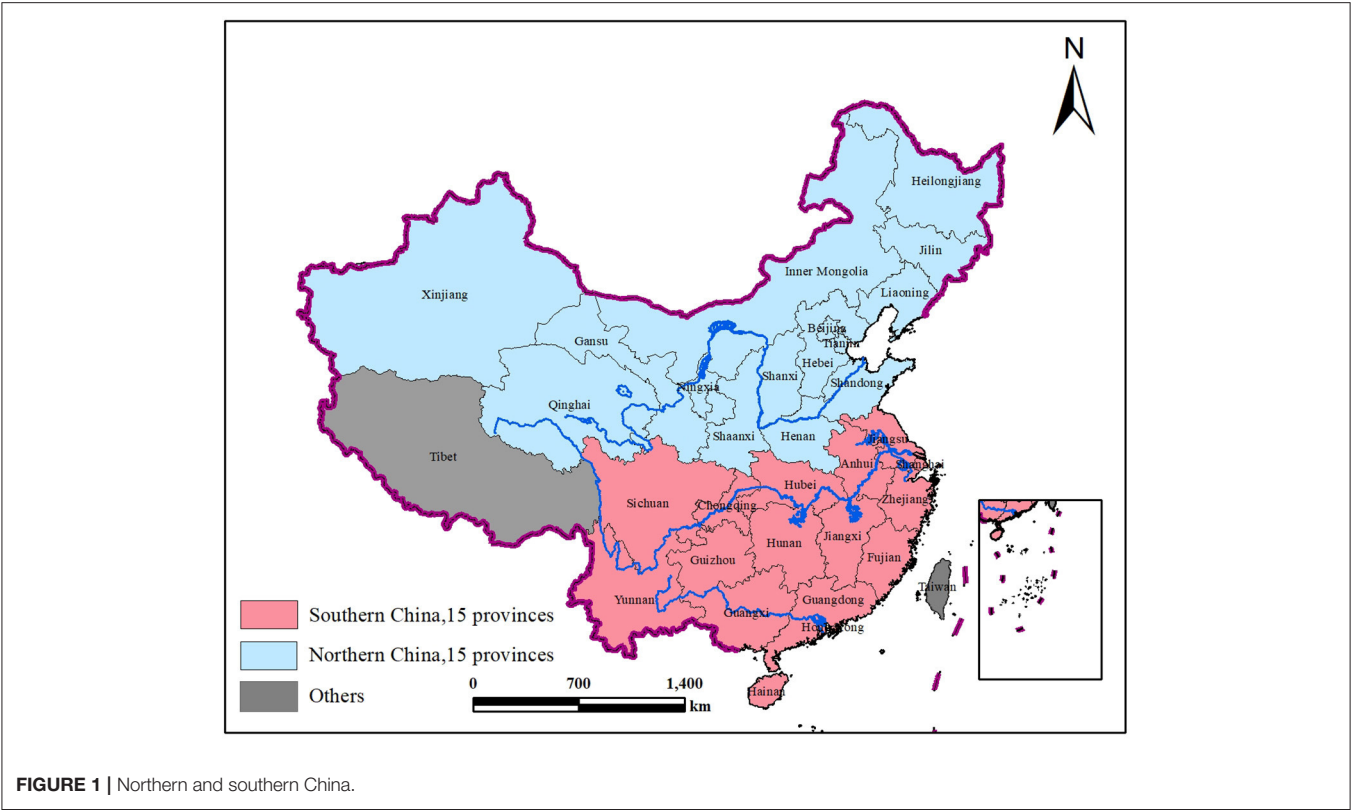 N
Heilongjiang
Jilin
Inner Mongolia
Liaoning
Xinjiang
Beijing
Gansu
Tianjin
Hebei
Shanxi
Shandong
Ningxia
Qinghai
Shaanxi
Henan
Jiangsu
Tibet
Anhui
Shanghai
Hubei
Sichuan
Chongqing
Zhejiang
Jiangxi
Hunan
Guizhou
Fujian
Taiwan
Yunnan
Guangdong
Guangxi
Hong Kong
Hainan
Southern China,15 provinces
Northern China,15 provinces
Others
0 700 1,400
km
FIGURE 1 | Northern and southern China.